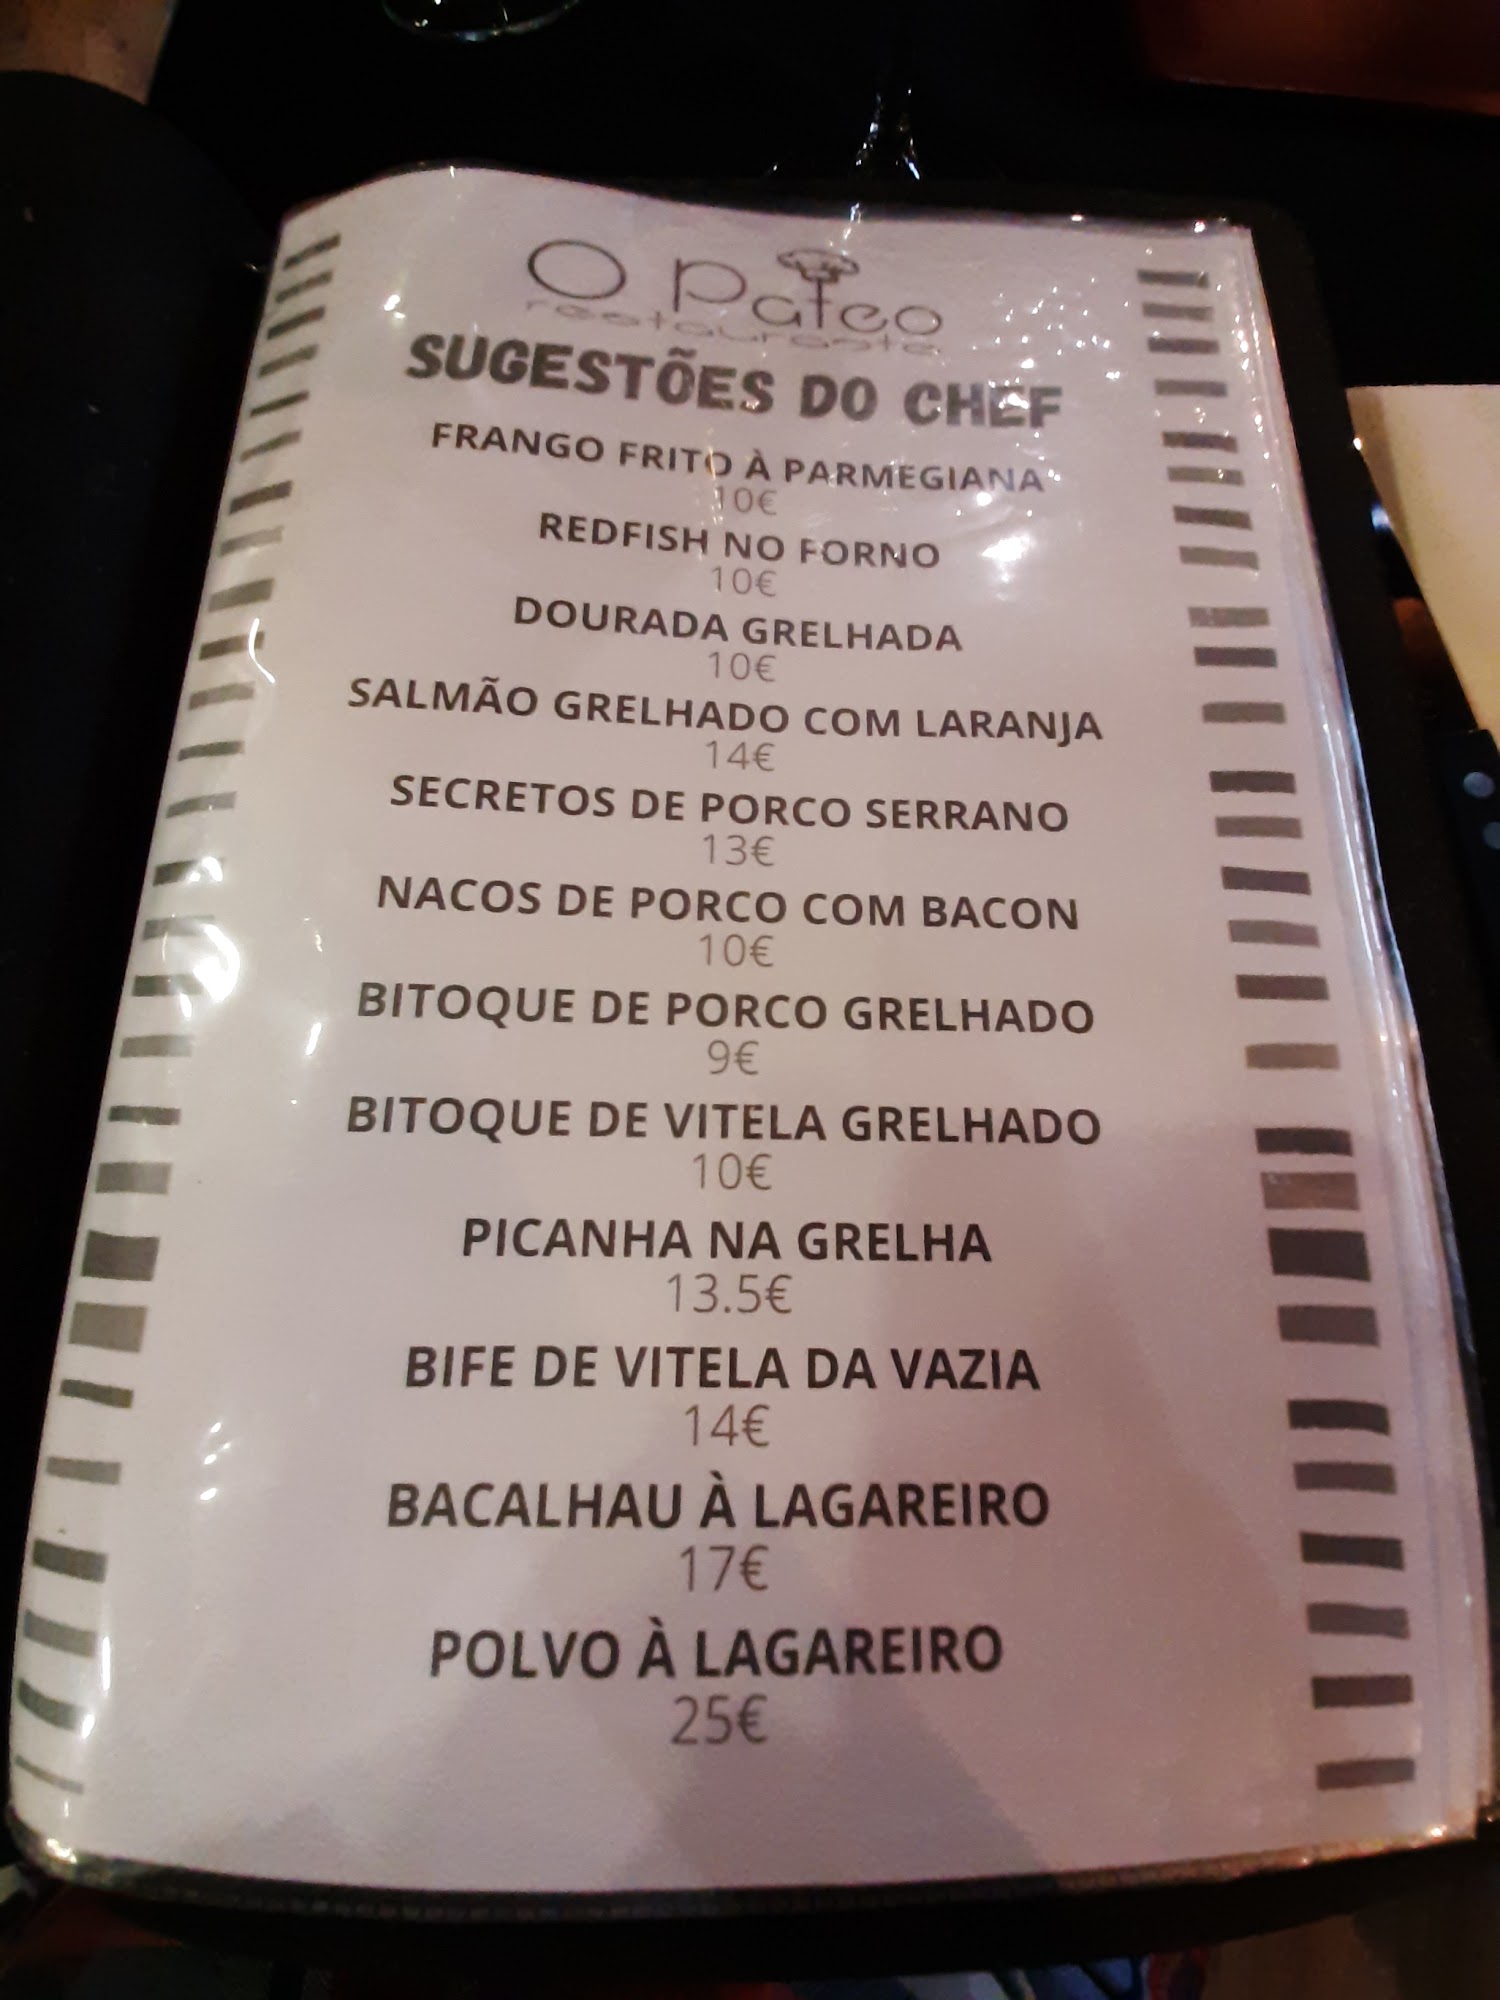 O Pateo
restaurante
SUGESTÕES DO CHEF
FRANGO FRITO À PARMEGIANA
10€
REDFISH NO FORNO
10€
DOURADA GRELHADA
10€
SALMÃO GRELHADO COM LARANJA
14€
SECRETOS DE PORCO SERRANO
13€
NACOS DE PORCO COM BACON
10€
BITOQUE DE PORCO GRELHADO
9€
BITOQUE DE VITELA GRELHADO
10€
PICANHA NA GRELHA
13.5€
BIFE DE VITELA DA VAZIA
14€
BACALHAU À LAGAREIRO
17€
POLVO À LAGAREIRO
25€